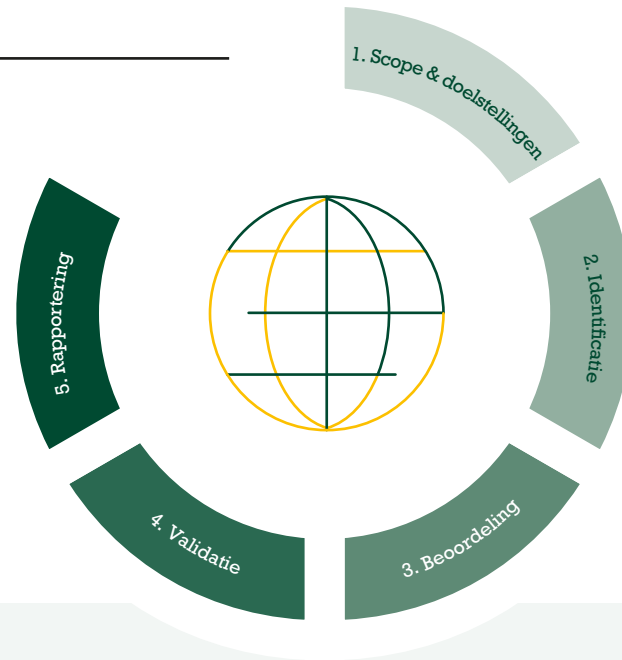 1. Scope & doelstellingen
2. Identificatie
3. Beoordeling
4. Validatie
5. Rapportering